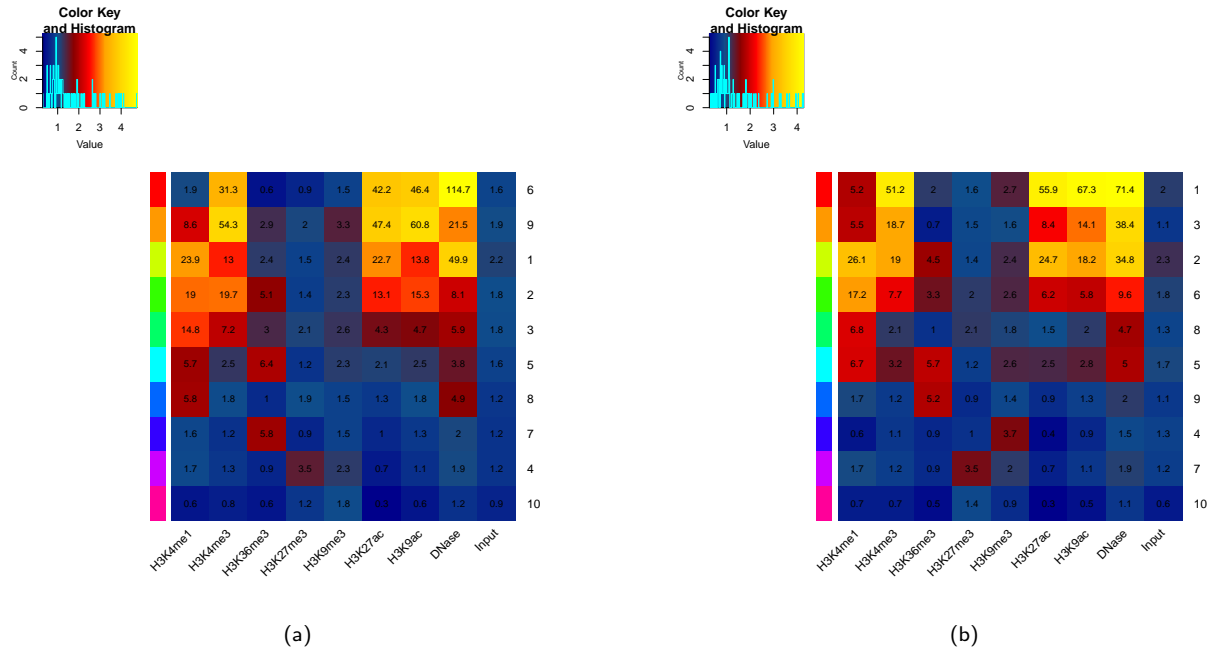 Color Key
and Histogram
Count
0 2 4
1 2 3 4
Value
1.9 31.3 0.6 0.9 1.5 42.2 46.4 114.7 1.6 6
8.6 54.3 2.9 2 3.3 47.4 60.8 21.5 1.9 9
23.9 13 2.4 1.5 2.4 22.7 13.8 49.9 2.2 1
19 19.7 5.1 1.4 2.3 13.1 15.3 8.1 1.8 2
14.8 7.2 3 2.1 2.6 4.3 4.7 5.9 1.8 3
5.7 2.5 6.4 1.2 2.3 2.1 2.5 3.8 1.6 5
5.8 1.8 1 1.9 1.5 1.3 1.8 4.9 1.2 8
1.6 1.2 5.8 0.9 1.5 1 1.3 2 1.2 7
1.7 1.3 0.9 3.5 2.3 0.7 1.1 1.9 1.2 4
0.6 0.6 0.6 1.2 1.8 0.3 0.6 1.2 0.9 10
H3K4me1 H3K4me3 H3K36me3 H3K27me3 H3K9me3 H3K27ac H3K9ac DNase Input
(a)
Color Key
and Histogram
Count
0 2 4
1 2 3 4
Value
5.2 51.2 2 1.6 2.7 55.9 67.3 71.4 2 1
5.5 18.7 0.7 1.5 1.6 8.4 14.1 38.4 1.1 3
26.1 19 4.5 1.4 2.4 24.7 18.2 34.8 2.3 2
17.2 7.7 3.3 2 2.6 6.2 5.8 9.6 1.8 6
6.8 2.1 1 2.1 1.8 1.5 2 4.7 1.3 8
6.7 3.2 5.7 1.2 2.6 2.5 2.8 5 1.7 5
1.7 1.2 5.2 0.9 1.4 0.9 1.3 2 1.1 9
0.6 1.1 0.9 1 3.7 0.4 0.9 1.5 1.3 4
1.7 1.2 0.9 3.5 2 0.7 1.1 1.9 1.2 7
0.7 0.7 0.5 1.4 0.9 0.3 0.5 1.1 0.6 10
H3K4me1 H3K4me3 H3K36me3 H3K27me3 H3K9me3 H3K27ac H3K9ac DNase Input
(b)